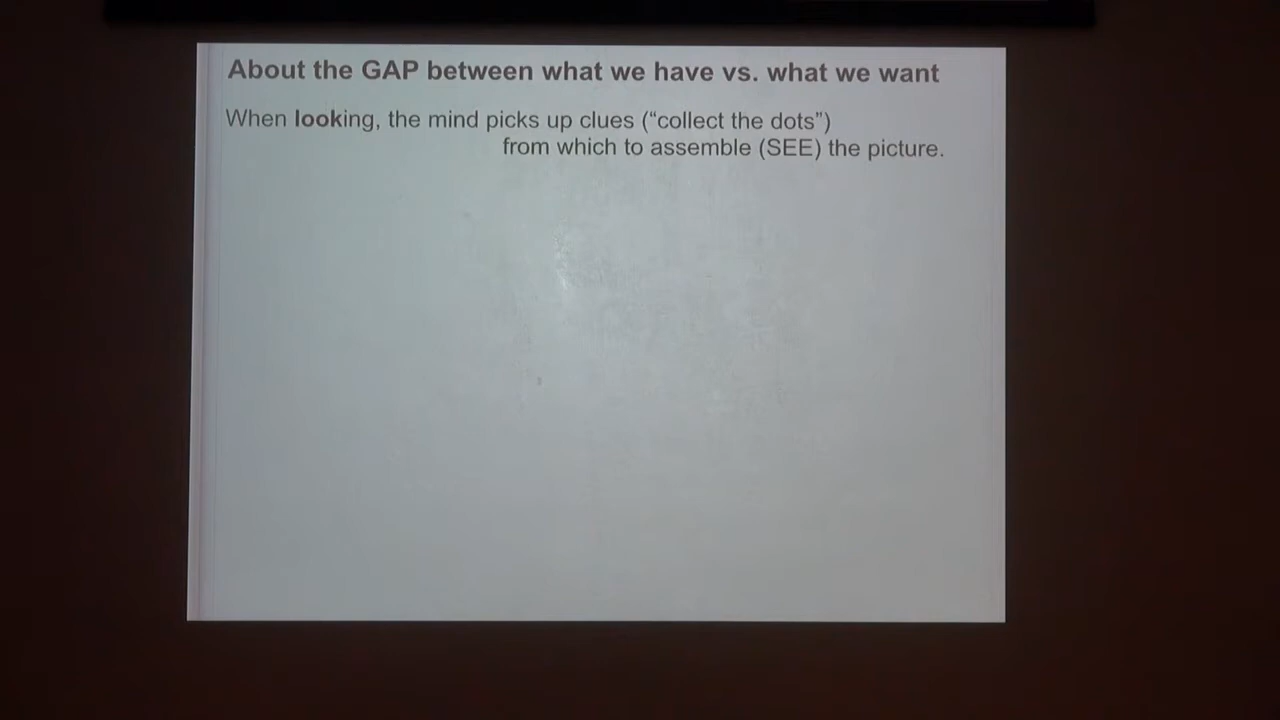 About the GAP between what we have vs. what we want
When looking, the mind picks up clues (“collect the dots”)
from which to assemble (SEE) the picture.